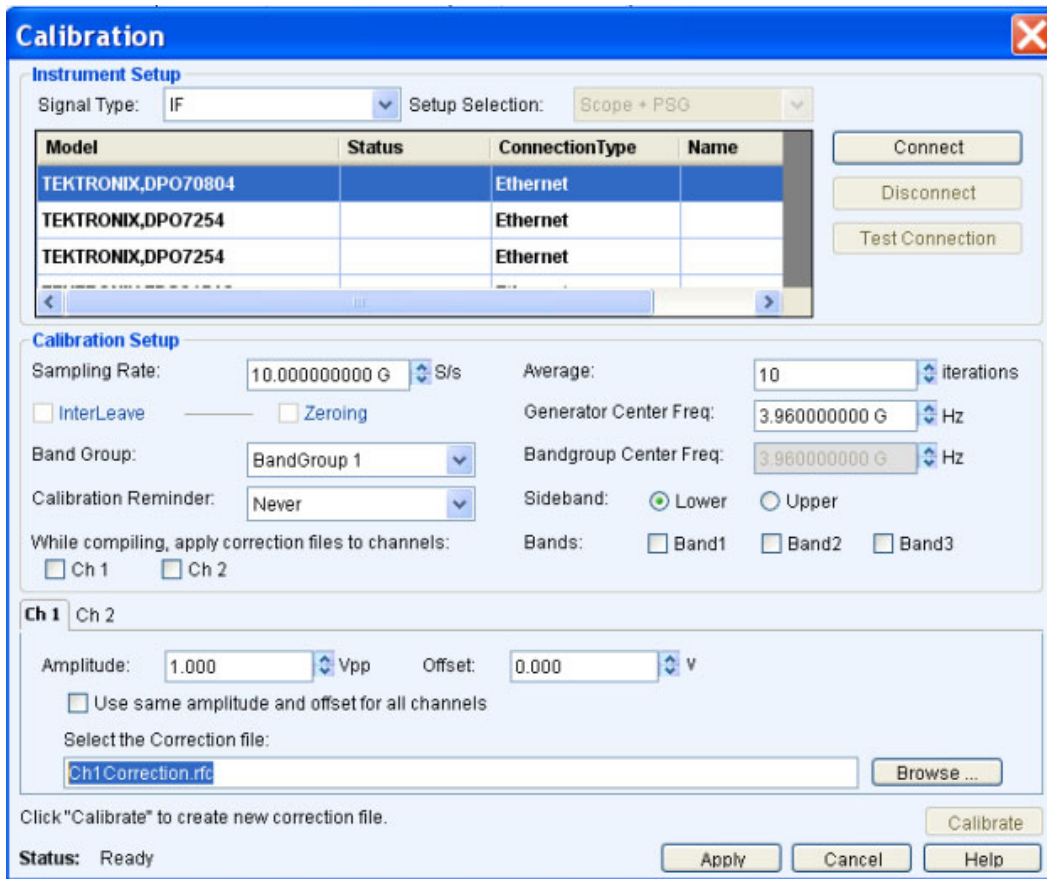 Calibration
Instrument Setup
Signal Type: IF Setup Selection: Scope + PSG
Model Status ConnectionType Name
TEKTRONIX,DPO70804 Ethernet
TEKTRONIX,DPO7254 Ethernet
TEKTRONIX,DPO7254 Ethernet
Connect
Disconnect
Test Connection
Calibration Setup
Sampling Rate: 10.000000000 G S/s Average: 10 iterations
InterLeave Zeroing Generator Center Freq: 3.960000000 G Hz
Band Group: BandGroup 1 Bandgroup Center Freq: 3.960000000 G Hz
Calibration Reminder: Never Sideband: Lower Upper
While compiling, apply correction files to channels: Bands: Band1 Band2 Band3
Ch 1 Ch 2
Ch 1 Ch 2
Amplitude: 1.000 Vpp Offset: 0.000 V
Use same amplitude and offset for all channels
Select the Correction file:
Ch1Correction.rfc Browse ...
Click "Calibrate" to create new correction file. Calibrate
Status: Ready Apply Cancel Help